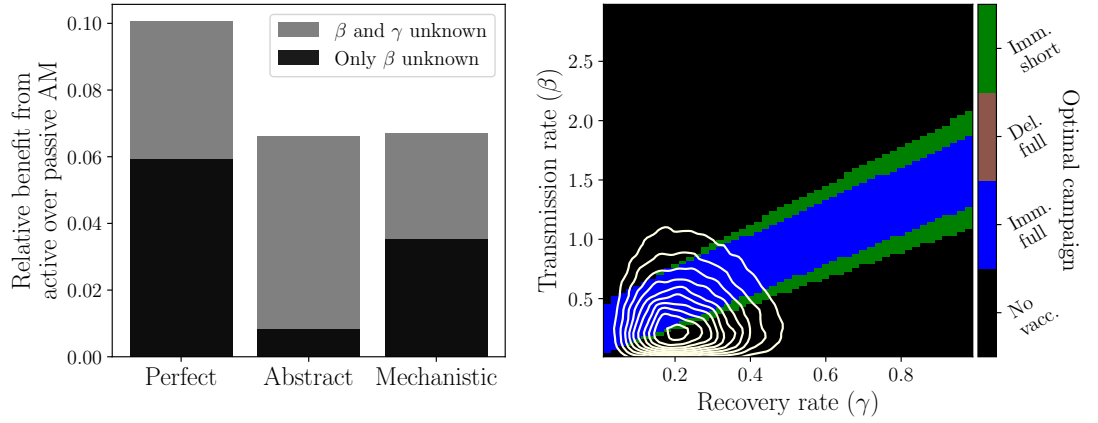 Relative benefit from
active over passive AM
0.10
0.08
0.06
0.04
0.02
0.00
β and γ unknown
Only β unknown
Perfect
Abstract
Mechanistic
Transmission rate (β)
2.5
2.0
1.5
1.0
0.5
0.2
0.4
0.6
0.8
Recovery rate (γ)
Imm.
short
Del.
full
Imm.
full
No
vacc.
Optimal campaign